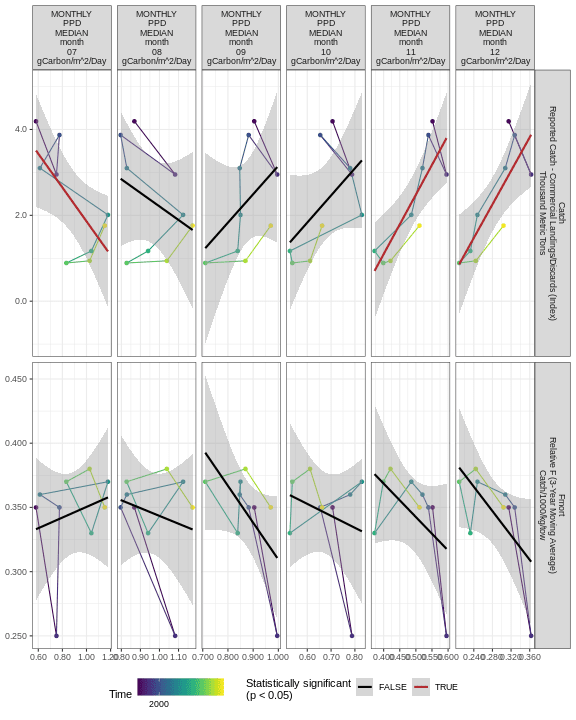 MONTHLY
PPD
MEDIAN
month
07
gCarbon/m^2/Day
MONTHLY
PPD
MEDIAN
month
08
gCarbon/m^2/Day
MONTHLY
PPD
MEDIAN
month
09
gCarbon/m^2/Day
MONTHLY
PPD
MEDIAN
month
10
gCarbon/m^2/Day
MONTHLY
PPD
MEDIAN
month
11
gCarbon/m^2/Day
MONTHLY
PPD
MEDIAN
month
12
gCarbon/m^2/Day
4.0
2.0
0.0
Catch
Reported Catch - Commercial Landings/Discards (Index)
Thousand Metric Tons
0.450
0.400
0.350
0.300
0.250
Fmort
Relative F (3-Year Moving Average)
Catch/1000/kg/tow
0.60 0.80 1.00 1.20
0.80 0.90 1.00 1.10
0.700 0.800 0.900 1.000
0.60 0.70 0.80
0.400 0.450 0.500 0.550 0.600
0.240 0.280 0.320 0.360
Time
2000
Statistically significant
(p < 0.05)
FALSE
TRUE